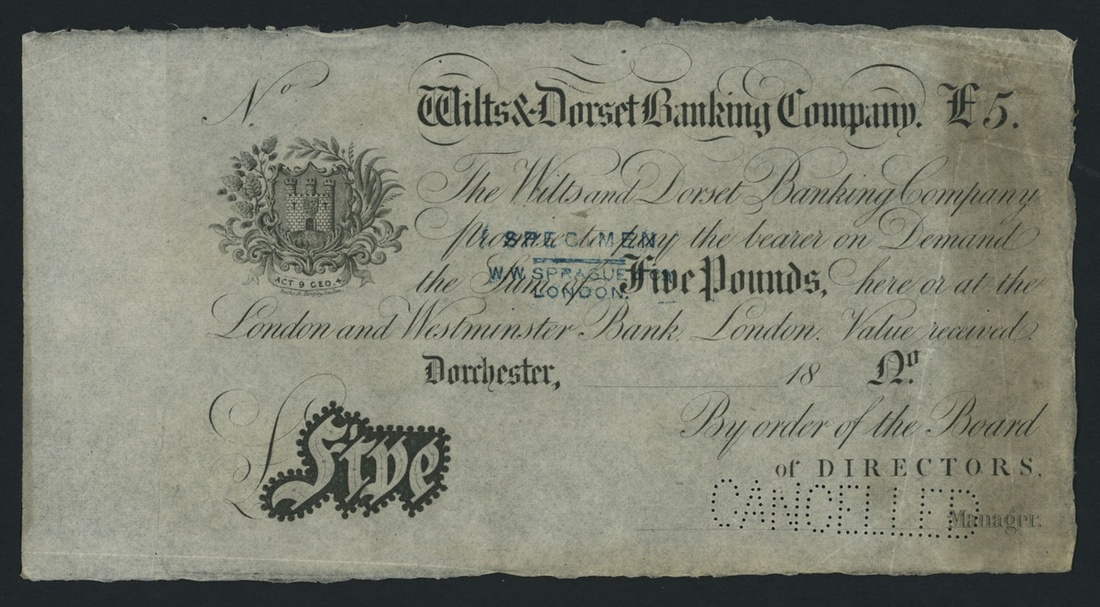 No
Wilts & Dorset Banking Company. £5.
The Wilts and Dorset Banking Company
promise to pay the bearer on Demand
SPECIMEN
the Sum of Five Pounds, here or at the
W.W. SPRAGUE & Co
LONDON.
London and Westminster Bank, London. Value received.
ACT 9 GEO. 4
Dorchester, 18 No.
£ Five
By order of the Board
of DIRECTORS.
CANCELLED
Manager.